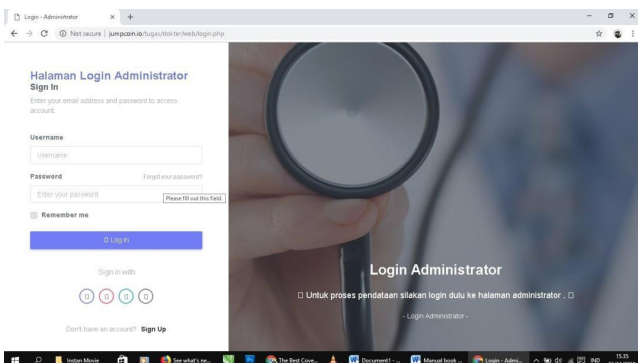 Login - Administrator
Not secure | jumpcoin.io/tugas/dokter/web/login.php
Halaman Login Administrator
Sign In
Enter your email address and password to access
account.
Username
Username
Password Forgot your password?
Enter your password
Please fill out this field.
Remember me
Log In
Sign in with
Don't have an account? Sign Up
Login Administrator
Untuk proses pendataan silakan login dulu ke halaman administrator .
- Login Administrator -
Instan Movie
See what's ne...
The Best Cove...
Document1 - ...
Manual book ...
Login - Admi...
IND
15.26